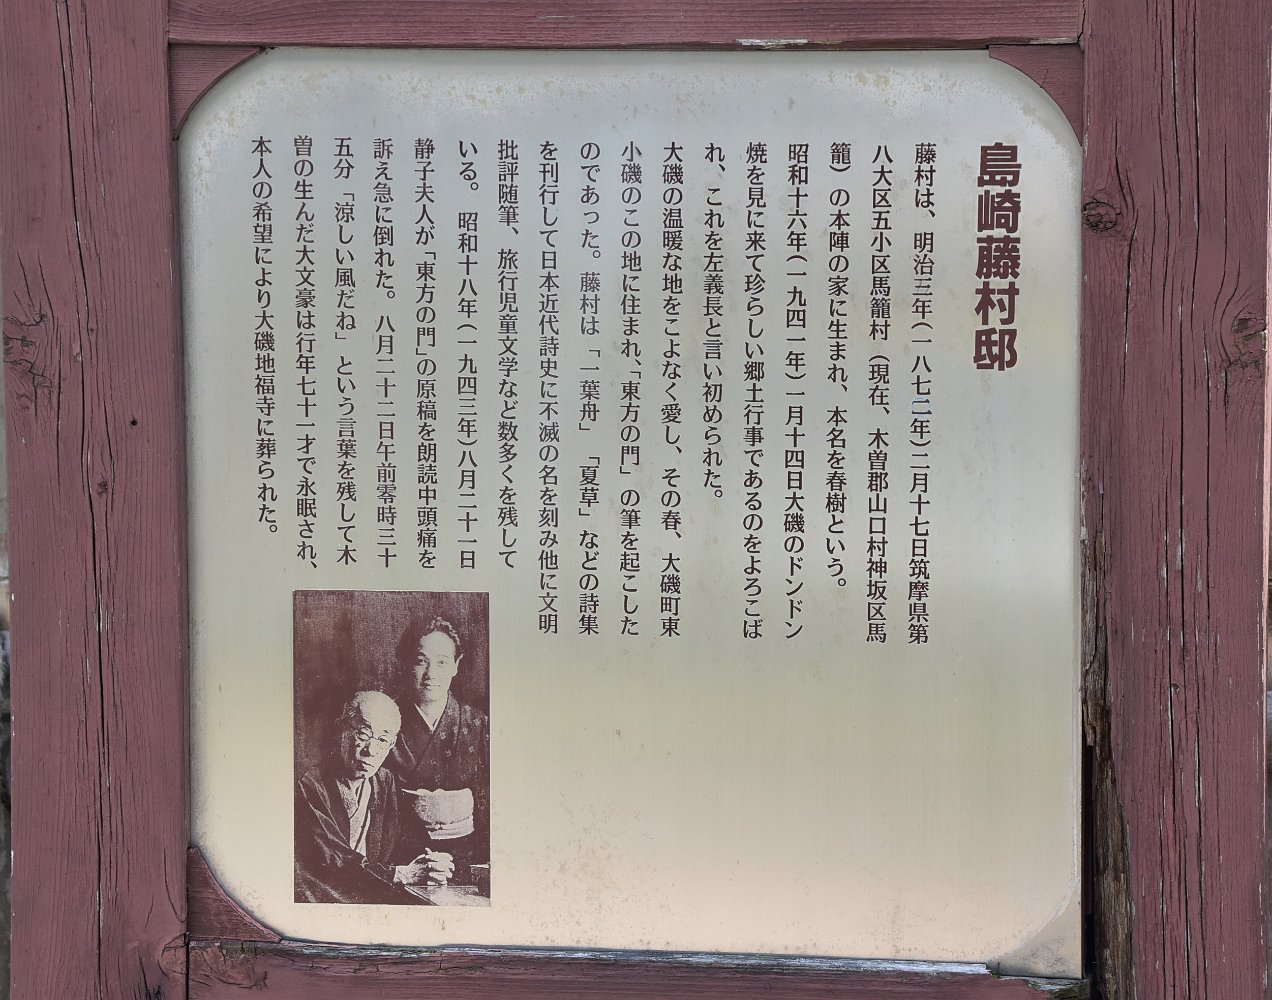 島崎藤村邸
藤村は、明治三年(一八七二年)二月十七日筑摩県第
八大区五小区馬籠村(現在、木曽郡山口村神坂区馬
籠)の本陣の家に生まれ、本名を春樹という。
昭和十六年(一九四一年)一月十四日大磯のドンドン
焼を見に来て珍らしい郷土行事であるのをよろこば
れ、これを左義長と言い初められた。
大磯の温暖な地をこよなく愛し、その春、大磯町東
小磯のこの地に住まれ、「東方の門」の筆を起こした
のであった。藤村は「一葉舟」「夏草」などの詩集
を刊行して日本近代詩史に不滅の名を刻み他に文明
批評随筆、旅行児童文学など数多くを残して
いる。昭和十八年(一九四三年)八月二十一日
静子夫人が「東方の門」の原稿を朗読中頭痛を
訴え急に倒れた。八月二十二日午前零時三十
五分「涼しい風だね」という言葉を残して木
曽の生んだ大文豪は行年七十一才で永眠され、
本人の希望により大磯地福寺に葬られた。